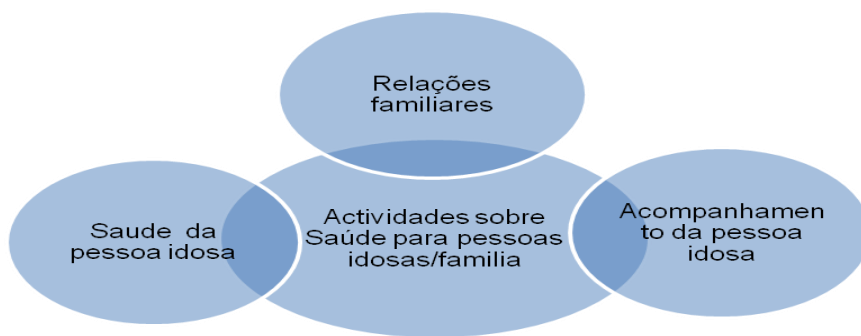 Relações
familiares
Saude da
pessoa idosa
Actividades sobre
Saúde para pessoas
idosas/familia
Acompanhamen
to da pessoa
idosa